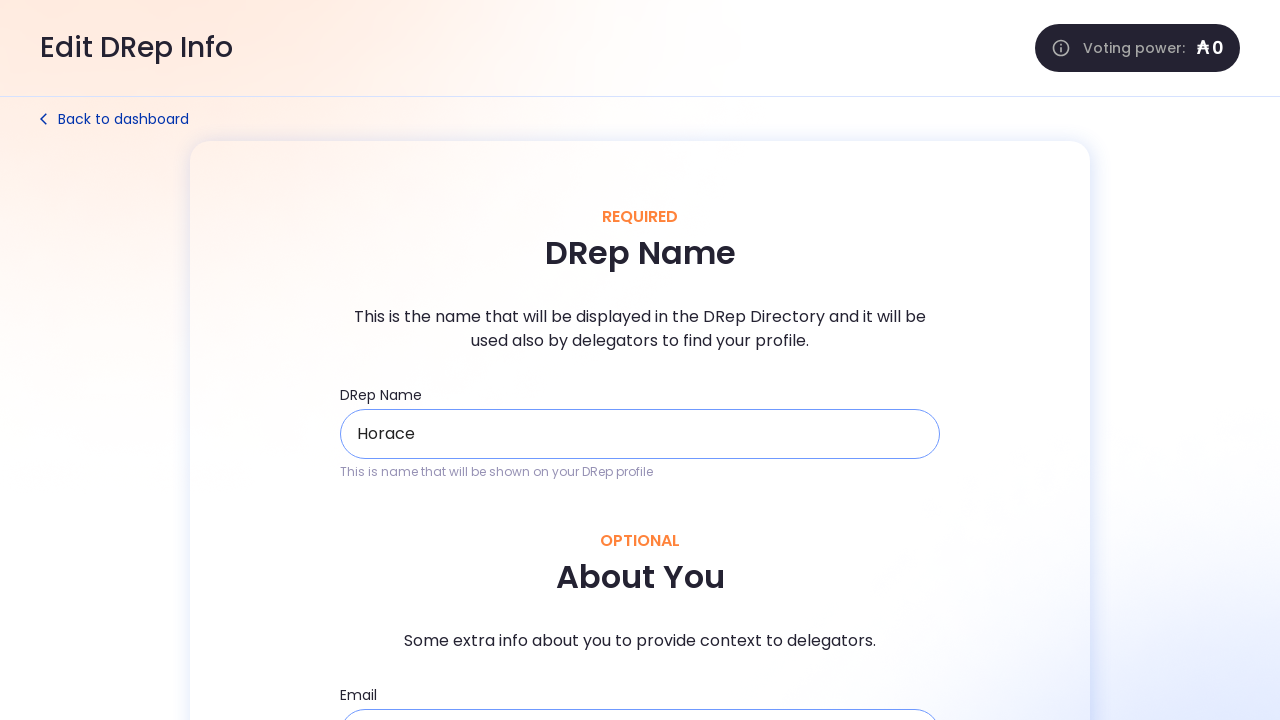 Edit DRep Info
Voting power: ₳0
Back to dashboard
REQUIRED
DRep Name
This is the name that will be displayed in the DRep Directory and it will be
used also by delegators to find your profile.
DRep Name
Horace
This is name that will be shown on your DRep profile
OPTIONAL
About You
Some extra info about you to provide context to delegators.
Email